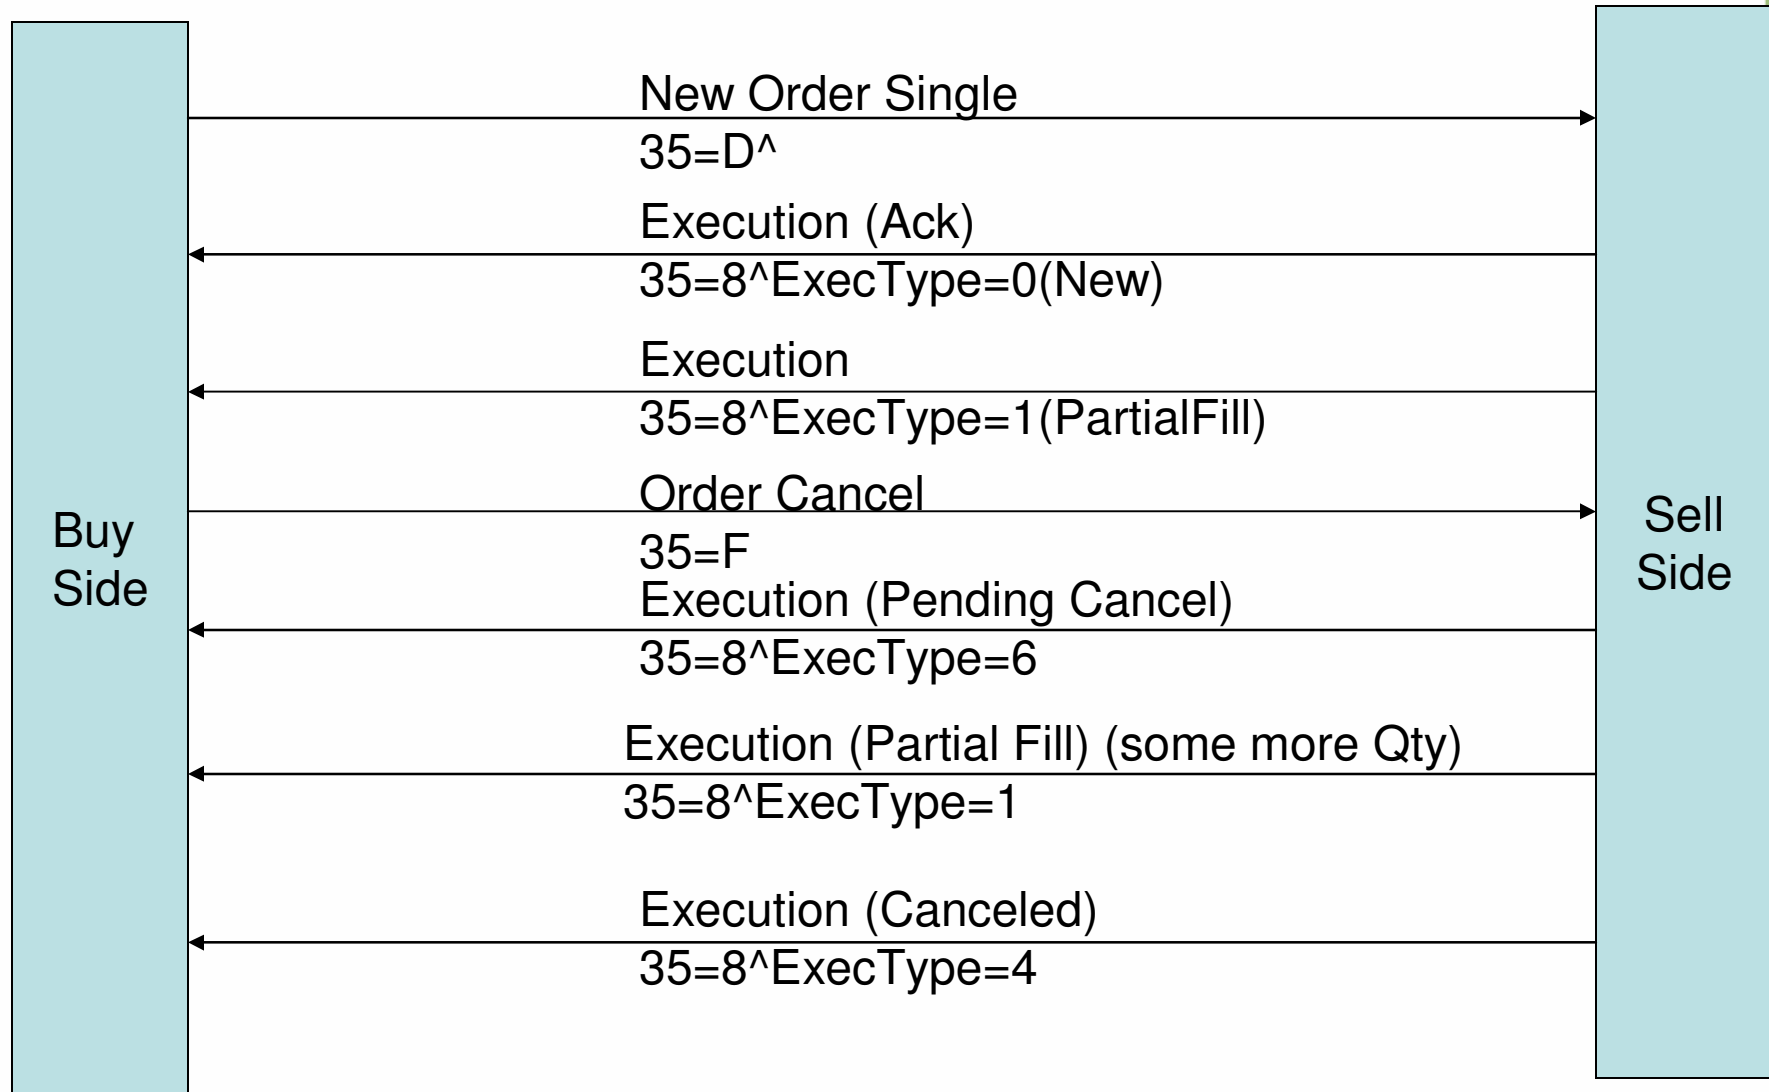 New Order Single
35=D^
Execution (Ack)
35=8^ExecType=0(New)
Execution
35=8^ExecType=1(PartialFill)
Order Cancel
35=F
Buy
Side
Sell
Side
Execution (Pending Cancel)
35=8^ExecType=6
Execution (Partial Fill) (some more Qty)
35=8^ExecType=1
Execution (Canceled)
35=8^ExecType=4